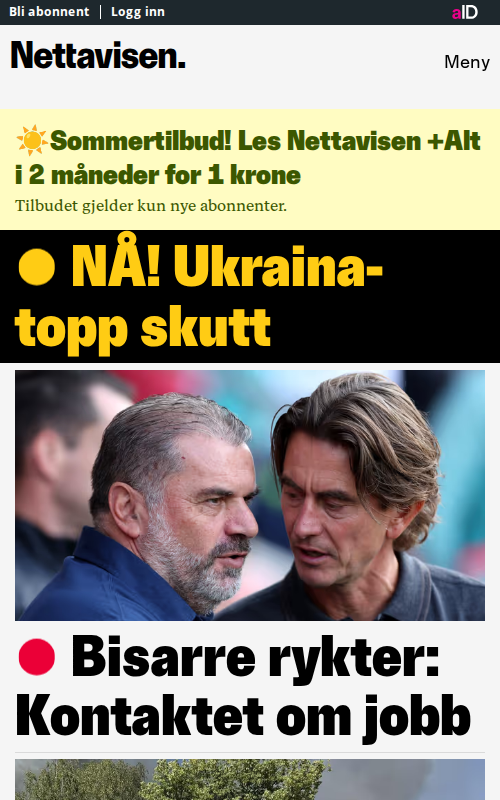 Bli abonnent
Logg inn
aID
Nettavisen.
Meny
Sommertilbud! Les Nettavisen +Alt
i 2 måneder for 1 krone
Tilbudet gjelder kun nye abonnenter.
NÅ! Ukraina-
topp skutt
Bisarre rykter:
Kontaktet om jobb